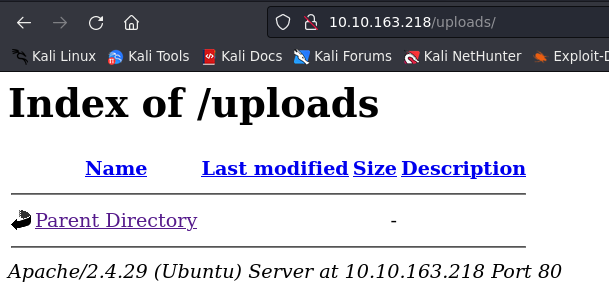 10.10.163.218/uploads/
Kali Linux Kali Tools Kali Docs Kali Forums Kali NetHunter Exploit-D
Index of /uploads
Name Last modified Size Description
Parent Directory -
Apache/2.4.29 (Ubuntu) Server at 10.10.163.218 Port 80